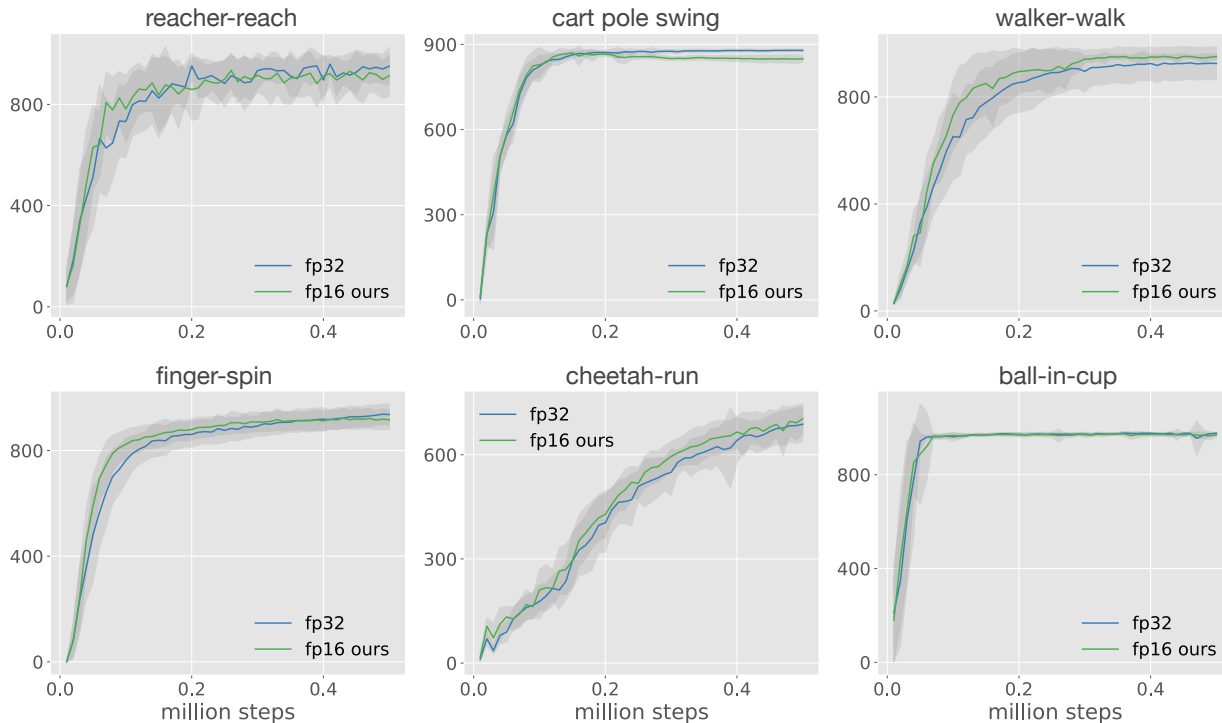 reacher-reach
800
400
0
0.0 0.2 0.4
fp32
fp16 ours
cart pole swing
900
600
300
0
0.0 0.2 0.4
fp32
fp16 ours
walker-walk
800
400
0
0.0 0.2 0.4
fp32
fp16 ours
finger-spin
800
400
0
0.0 0.2 0.4
million steps
fp32
fp16 ours
cheetah-run
fp32
fp16 ours
600
300
0
0.0 0.2 0.4
million steps
ball-in-cup
800
400
0
0.0 0.2 0.4
million steps
fp32
fp16 ours